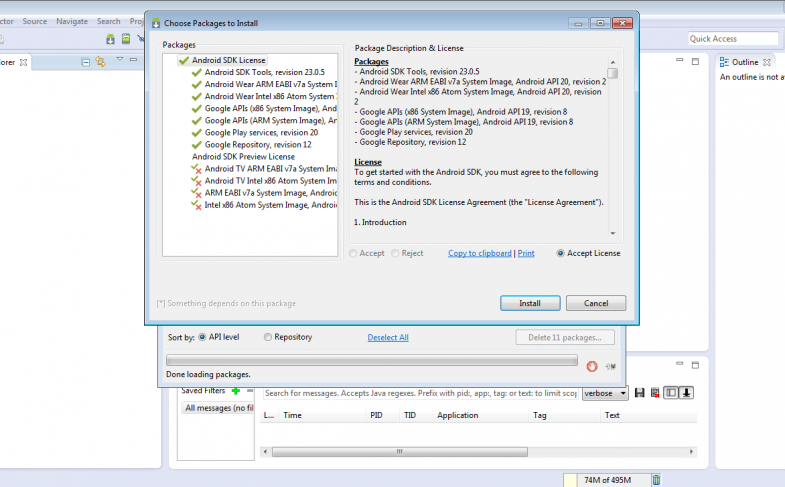 Choose Packages to Install
ctor Source Navigate Search Proj
Quick Access
orer
Outline
An outline is not av
Packages
Android SDK License
Android SDK Tools, revision 23.0.5
Android Wear ARM EABI v7a System I
Android Wear Intel x86 Atom System
Google APIs (x86 System Image), And
Google APIs (ARM System Image), An
Google Play services, revision 20
Google Repository, revision 12
Android SDK Preview License
Android TV ARM EABI v7a System Im
Android TV Intel x86 Atom System Im
ARM EABI v7a System Image, Android
Intel x86 Atom System Image, Andro
Package Description & License
Packages
- Android SDK Tools, revision 23.0.5
- Android Wear ARM EABI v7a System Image, Android API 20, revision 2
- Android Wear Intel x86 Atom System Image, Android API 20, revision
2
- Google APIs (x86 System Image), Android API 19, revision 8
- Google APIs (ARM System Image), Android API 19, revision 8
- Google Play services, revision 20
- Google Repository, revision 12
License
To get started with the Android SDK, you must agree to the following
terms and conditions.
This is the Android SDK License Agreement (the "License Agreement").
1. Introduction
Accept Reject Copy to clipboard | Print Accept License
[*] Something depends on this package
Install Cancel
Sort by: API level Repository Deselect All Delete 11 packages...
Done loading packages.
Saved Filters
All messages (no fil
Search for messages. Accepts Java regexes. Prefix with pid:, app:, tag: or text: to limit scop
verbose
L... Time PID TID Application Tag Text
74M of 495M